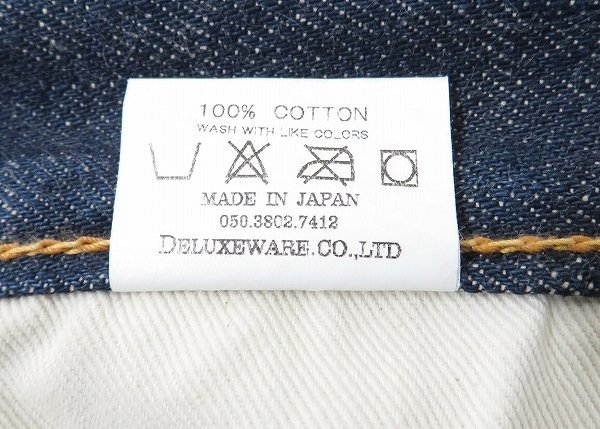 100% COTTON
WASH WITH LIKE COLORS
MADE IN JAPAN
050.3802.7412
DELUXEWARE.CO.,LTD